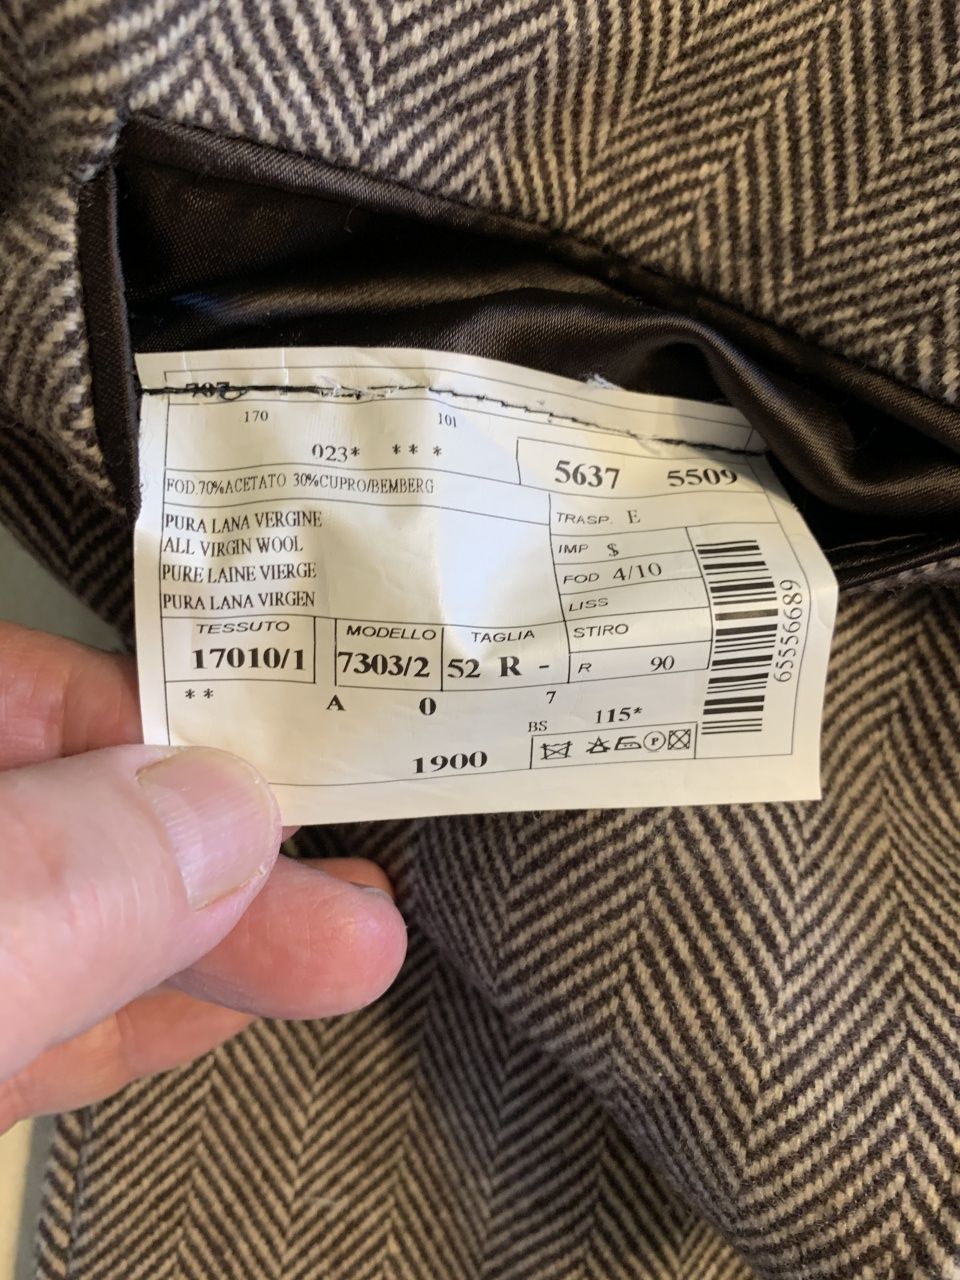 707
170 101
023* * * *
5637 5509
FOD.70%ACETATO 30%CUPRO/BEMBERG
PURA LANA VERGINE
ALL VIRGIN WOOL
PURE LAINE VIERGE
PURA LANA VIRGEN
TRASP. E
IMP $
FOD 4/10
LISS
TESSUTO MODELLO TAGLIA STIRO
17010/1 7303/2 52 R - R 90
* * A 0 7
BS 115*
1900
P
65556689